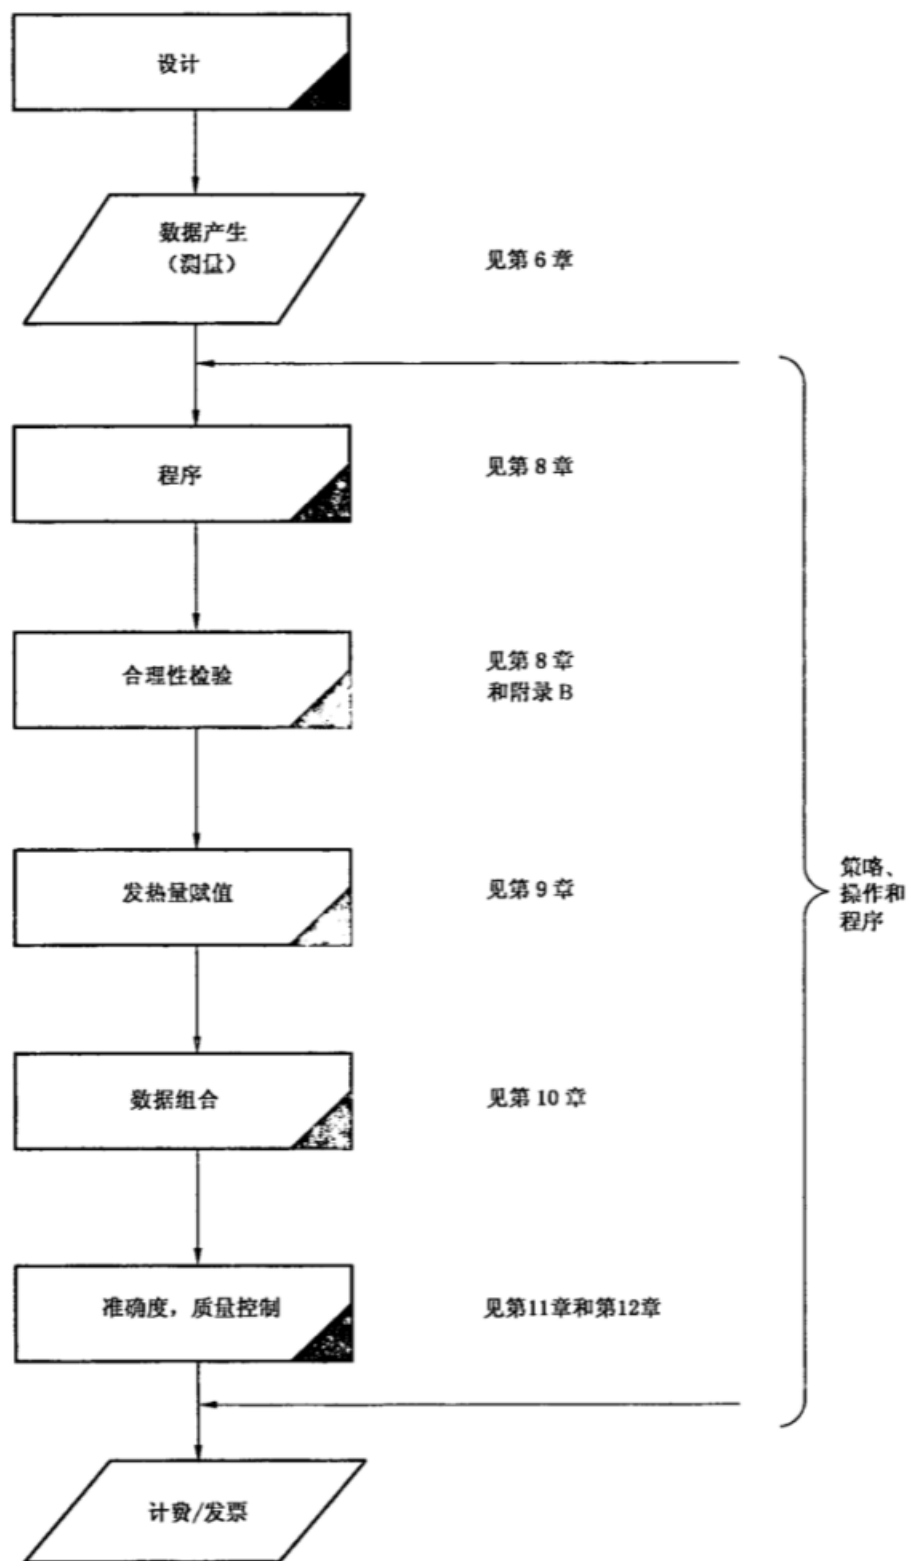 设计
数据产生
（测量）
见第 6 章
程序
见第 8 章
合理性检验
见第 8 章
和附录 B
发热量赋值
见第 9 章
策略、
操作和
程序
数据组合
见第 10 章
准确度，质量控制
见第11章和第12章
计费/发票